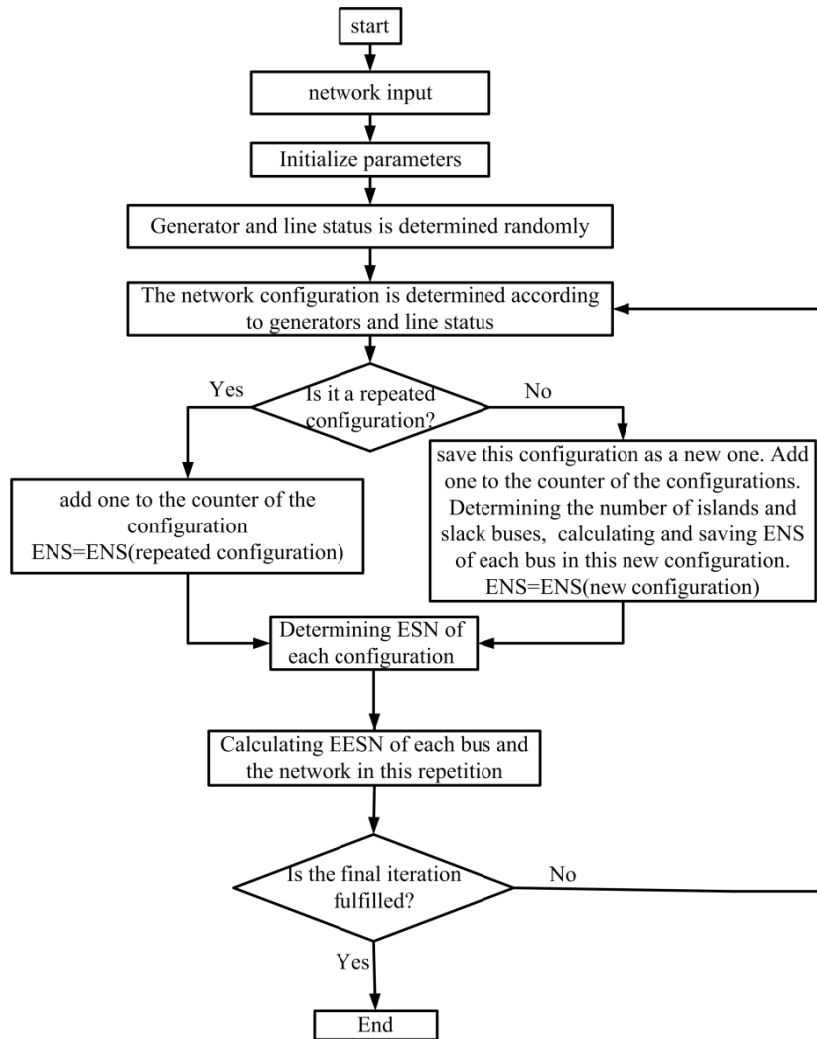 start
network input
Initialize parameters
Generator and line status is determined randomly
The network configuration is determined according
to generators and line status
Yes
Is it a repeated
configuration?
No
add one to the counter of the
configuration
ENS=ENS(repeated configuration)
save this configuration as a new one. Add
one to the counter of the configurations.
Determining the number of islands and
slack buses, calculating and saving ENS
of each bus in this new configuration.
ENS=ENS(new configuration)
Determining ESN of
each configuration
Calculating EESN of each bus and
the network in this repetition
Is the final iteration
fulfilled?
No
Yes
End